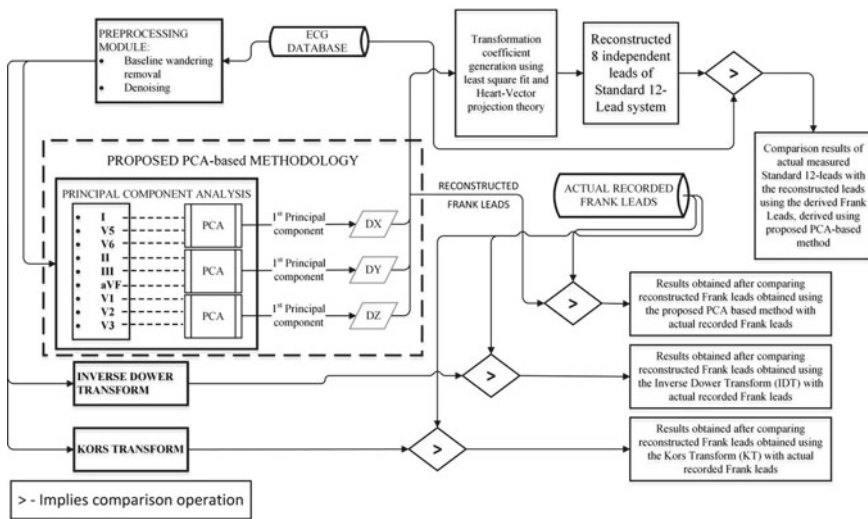 PREPROCESSING
MODULE:
• Baseline wandering
removal
• Denoising
ECG
DATABASE
Transformation
coefficient
generation using
least square fit and
Heart-Vector
projection theory
Reconstructed
8 independent
leads of
Standard 12-
Lead system
>
Comparison results of
actual measured
Standard 12-leads with
the reconstructed leads
using the derived Frank
Leads, derived using
proposed PCA-based
method
PROPOSED PCA-based METHODOLOGY
PRINCIPAL COMPONENT ANALYSIS
• I
• V5
• V6
• II
• III
• aVF
• V1
• V2
• V3
PCA
PCA
PCA
1st Principal
component
1st Principal
component
1st Principal
component
DX
DY
DZ
RECONSTRUCTED
FRANK LEADS
ACTUAL RECORDED
FRANK LEADS
>
Results obtained after comparing
reconstructed Frank leads obtained using
the proposed PCA based method with
actual recorded Frank leads
INVERSE DOWER
TRANSFORM
>
Results obtained after comparing
reconstructed Frank leads obtained using
the Inverse Dower Transform (IDT) with
actual recorded Frank leads
KORS TRANSFORM
>
Results obtained after comparing
reconstructed Frank leads obtained using
the Kors Transform (KT) with actual
recorded Frank leads
> - Implies comparison operation